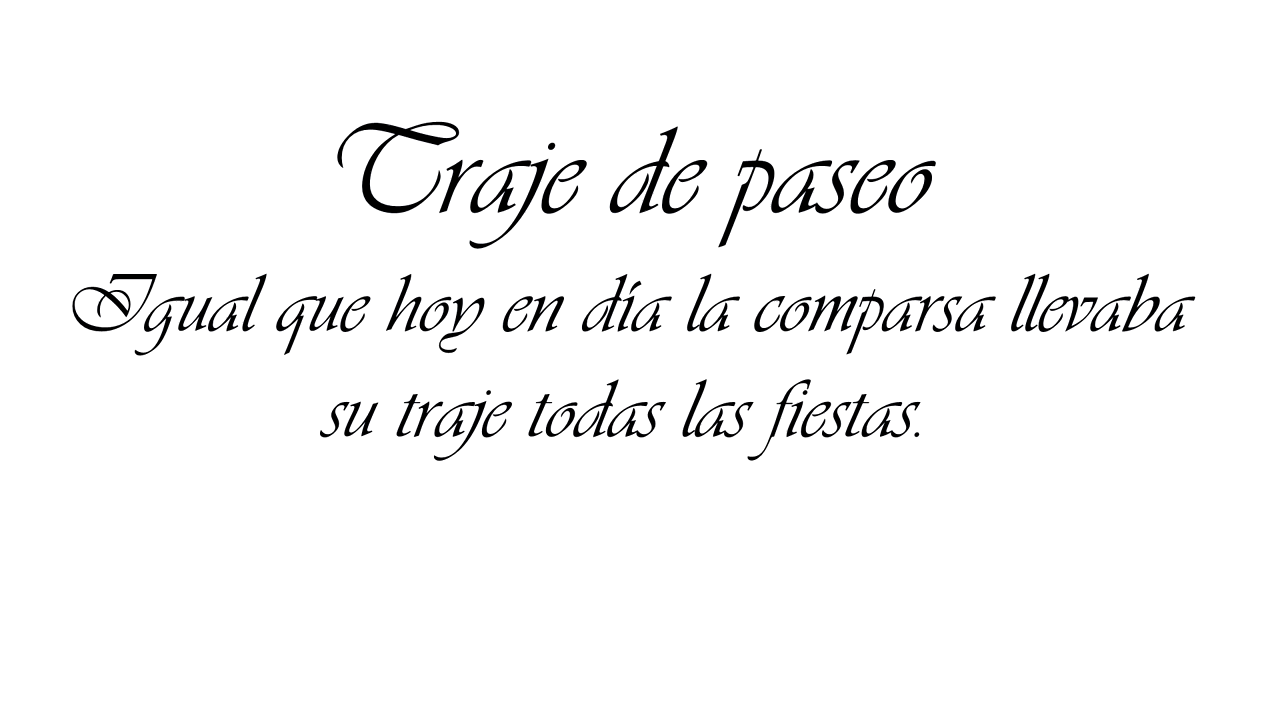 Traje de paseo
Igual que hoy en día la comparsa llevaba
su traje todas las fiestas.